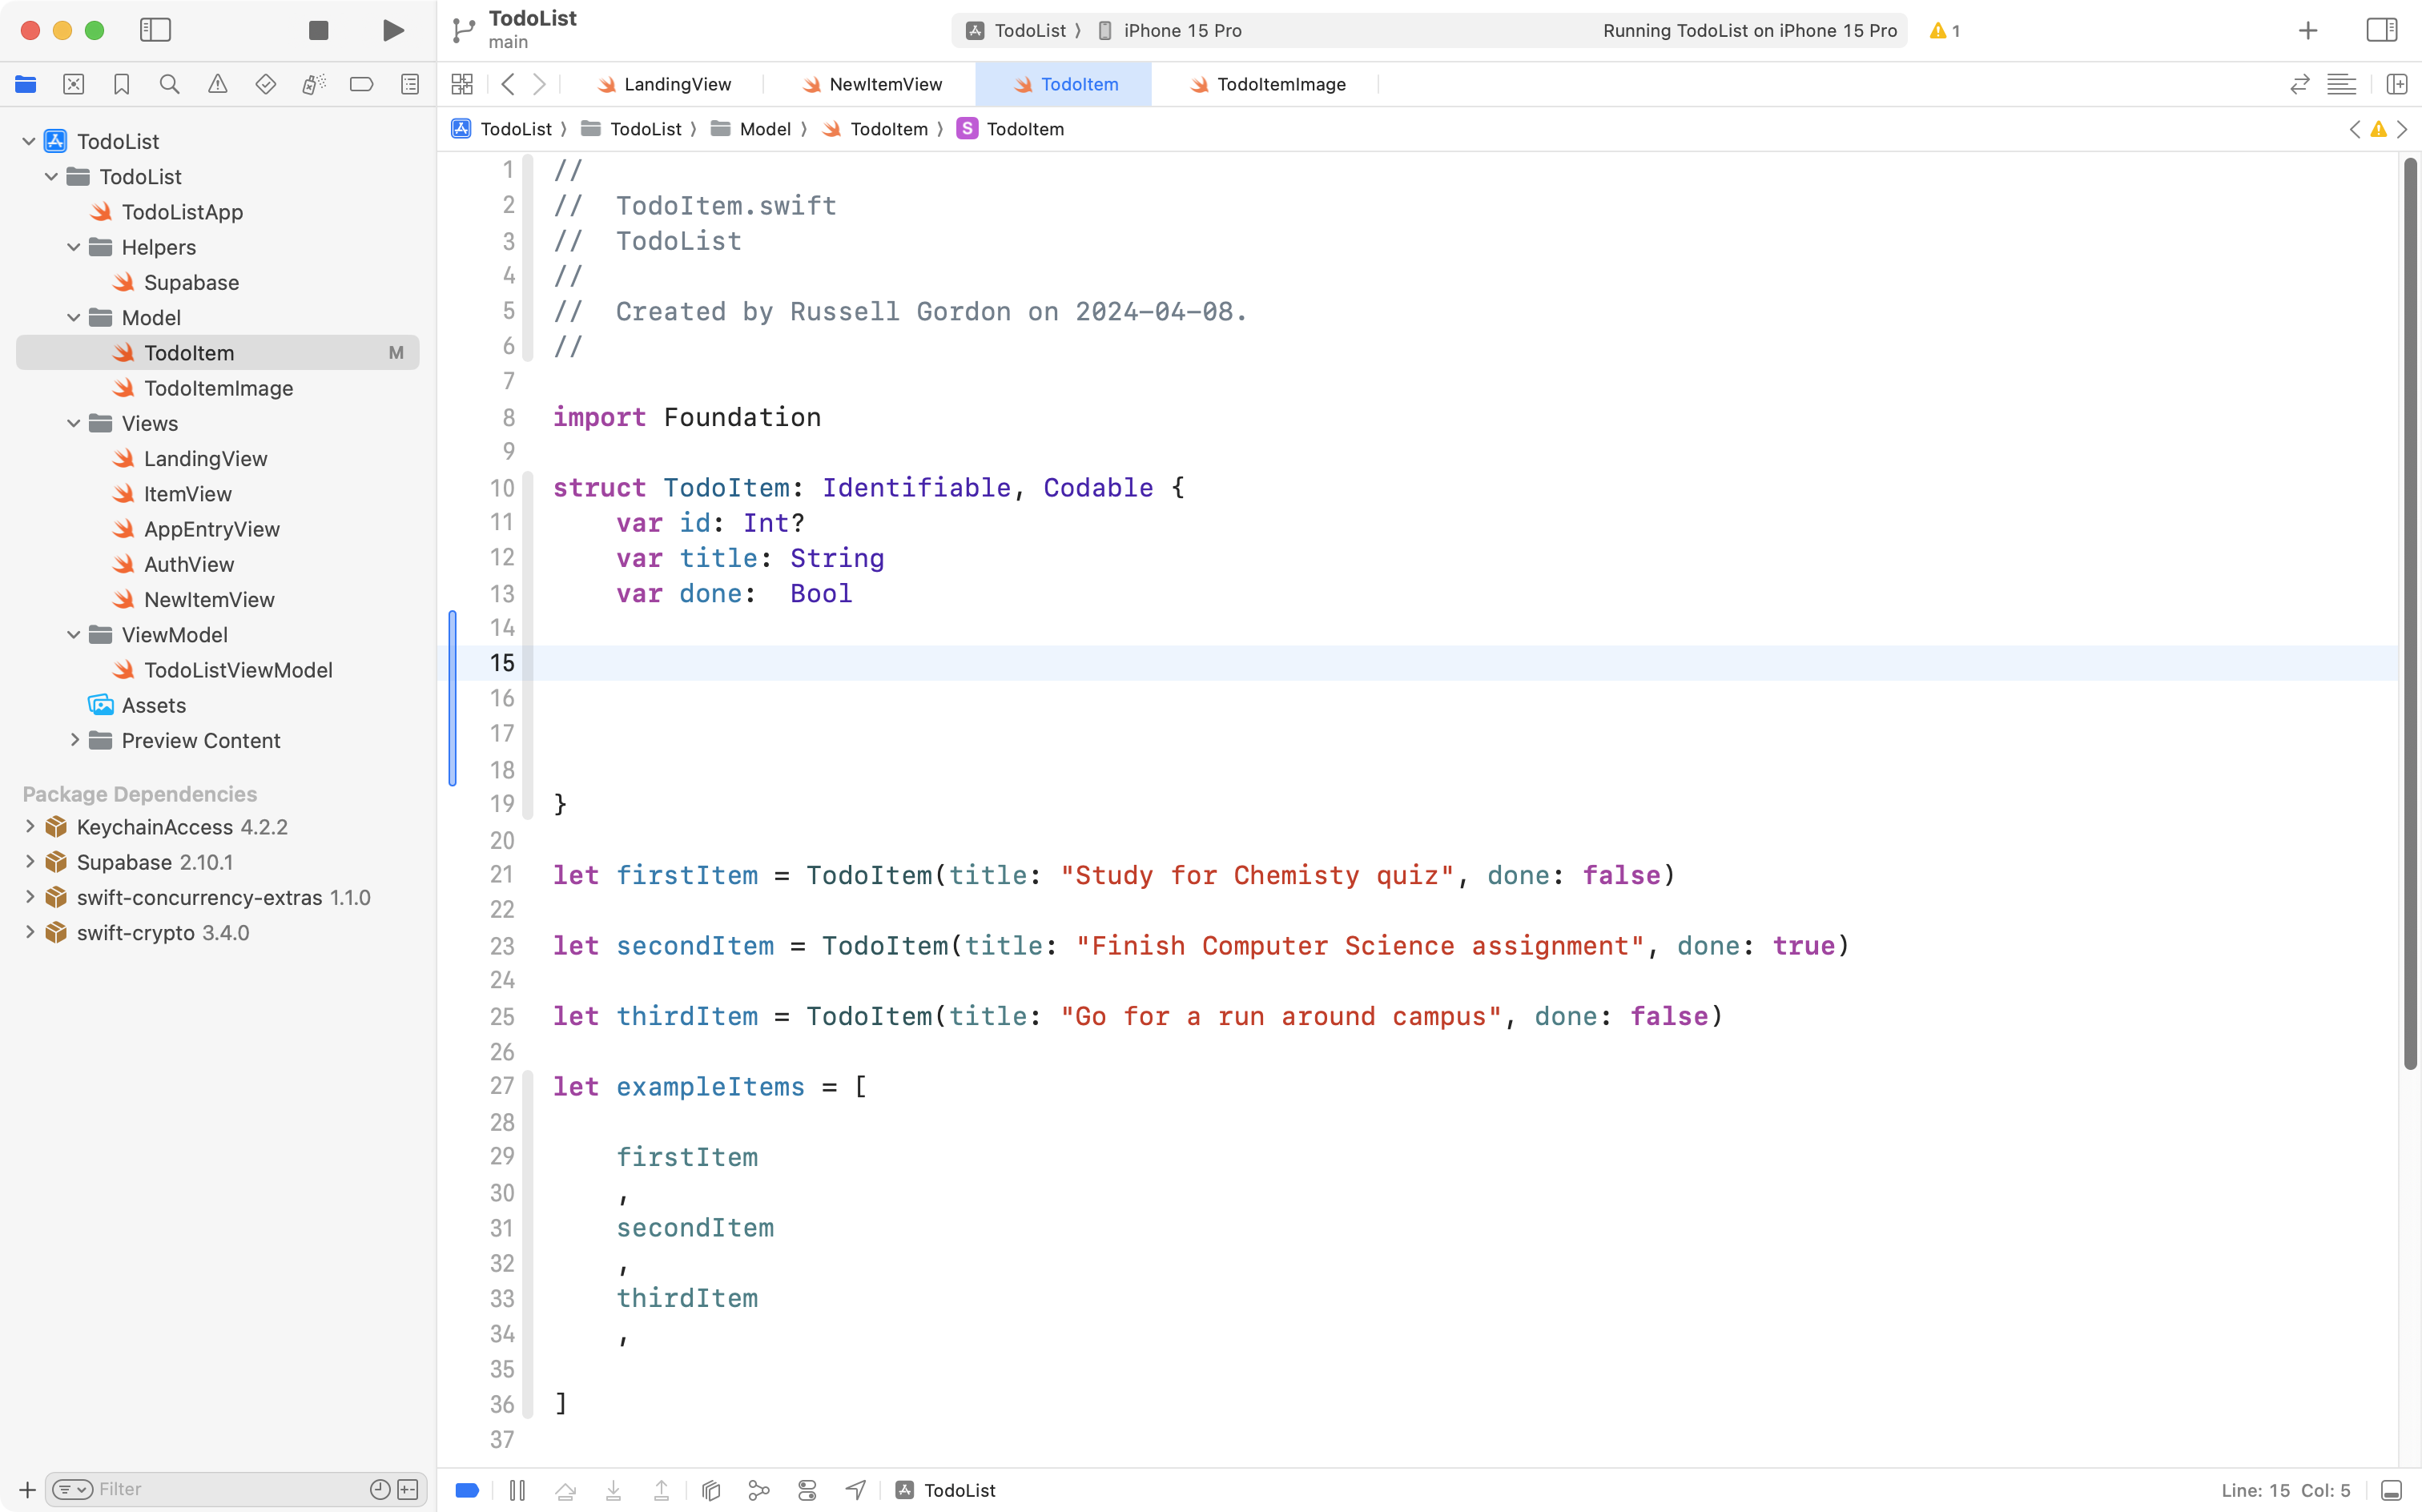 TodoList
main
TodoList ⟩ iPhone 15 Pro
Running TodoList on iPhone 15 Pro
1
LandingView
NewItemView
TodoItem
TodoItemImage
TodoList ⟩ TodoList ⟩ Model ⟩ TodoItem ⟩ S TodoItem
TodoList
TodoList
TodoListApp
Helpers
Supabase
Model
TodoItem M
TodoItemImage
Views
LandingView
ItemView
AppEntryView
AuthView
NewItemView
ViewModel
TodoListViewModel
Assets
Preview Content
Package Dependencies
KeychainAccess 4.2.2
Supabase 2.10.1
swift-concurrency-extras 1.1.0
swift-crypto 3.4.0
Filter
1 //
2 //  TodoItem.swift
3 //  TodoList
4 //
5 //  Created by Russell Gordon on 2024-04-08.
6 //
7
8 import Foundation
9
10 struct TodoItem: Identifiable, Codable {
11     var id: Int?
12     var title: String
13     var done:  Bool
14
15
16
17
18
19 }
20
21 let firstItem = TodoItem(title: "Study for Chemisty quiz", done: false)
22
23 let secondItem = TodoItem(title: "Finish Computer Science assignment", done: true)
24
25 let thirdItem = TodoItem(title: "Go for a run around campus", done: false)
26
27 let exampleItems = [
28
29     firstItem
30     ,
31     secondItem
32     ,
33     thirdItem
34     ,
35
36 ]
37
TodoList
Line: 15  Col: 5